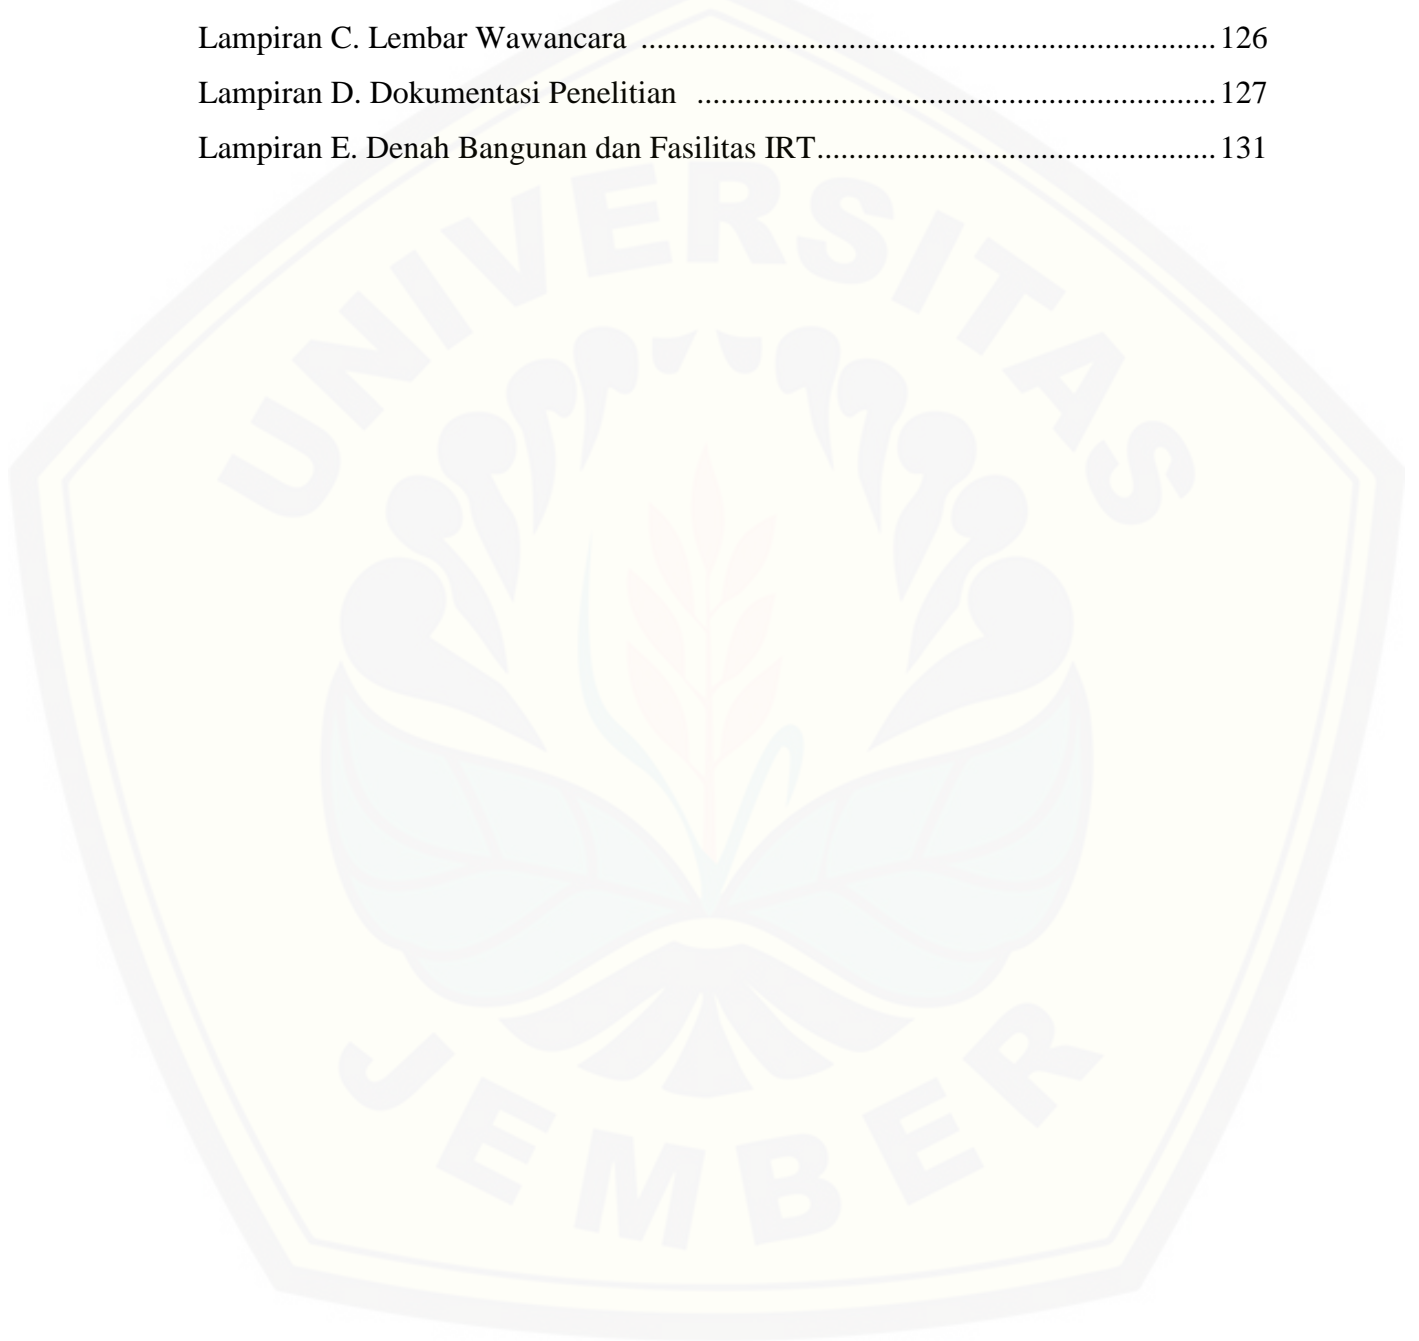 Lampiran C. Lembar Wawancara ........................................................................ 126
Lampiran D. Dokumentasi Penelitian ................................................................. 127
Lampiran E. Denah Bangunan dan Fasilitas IRT.................................................. 131
UNIVERSITAS
JEMBER